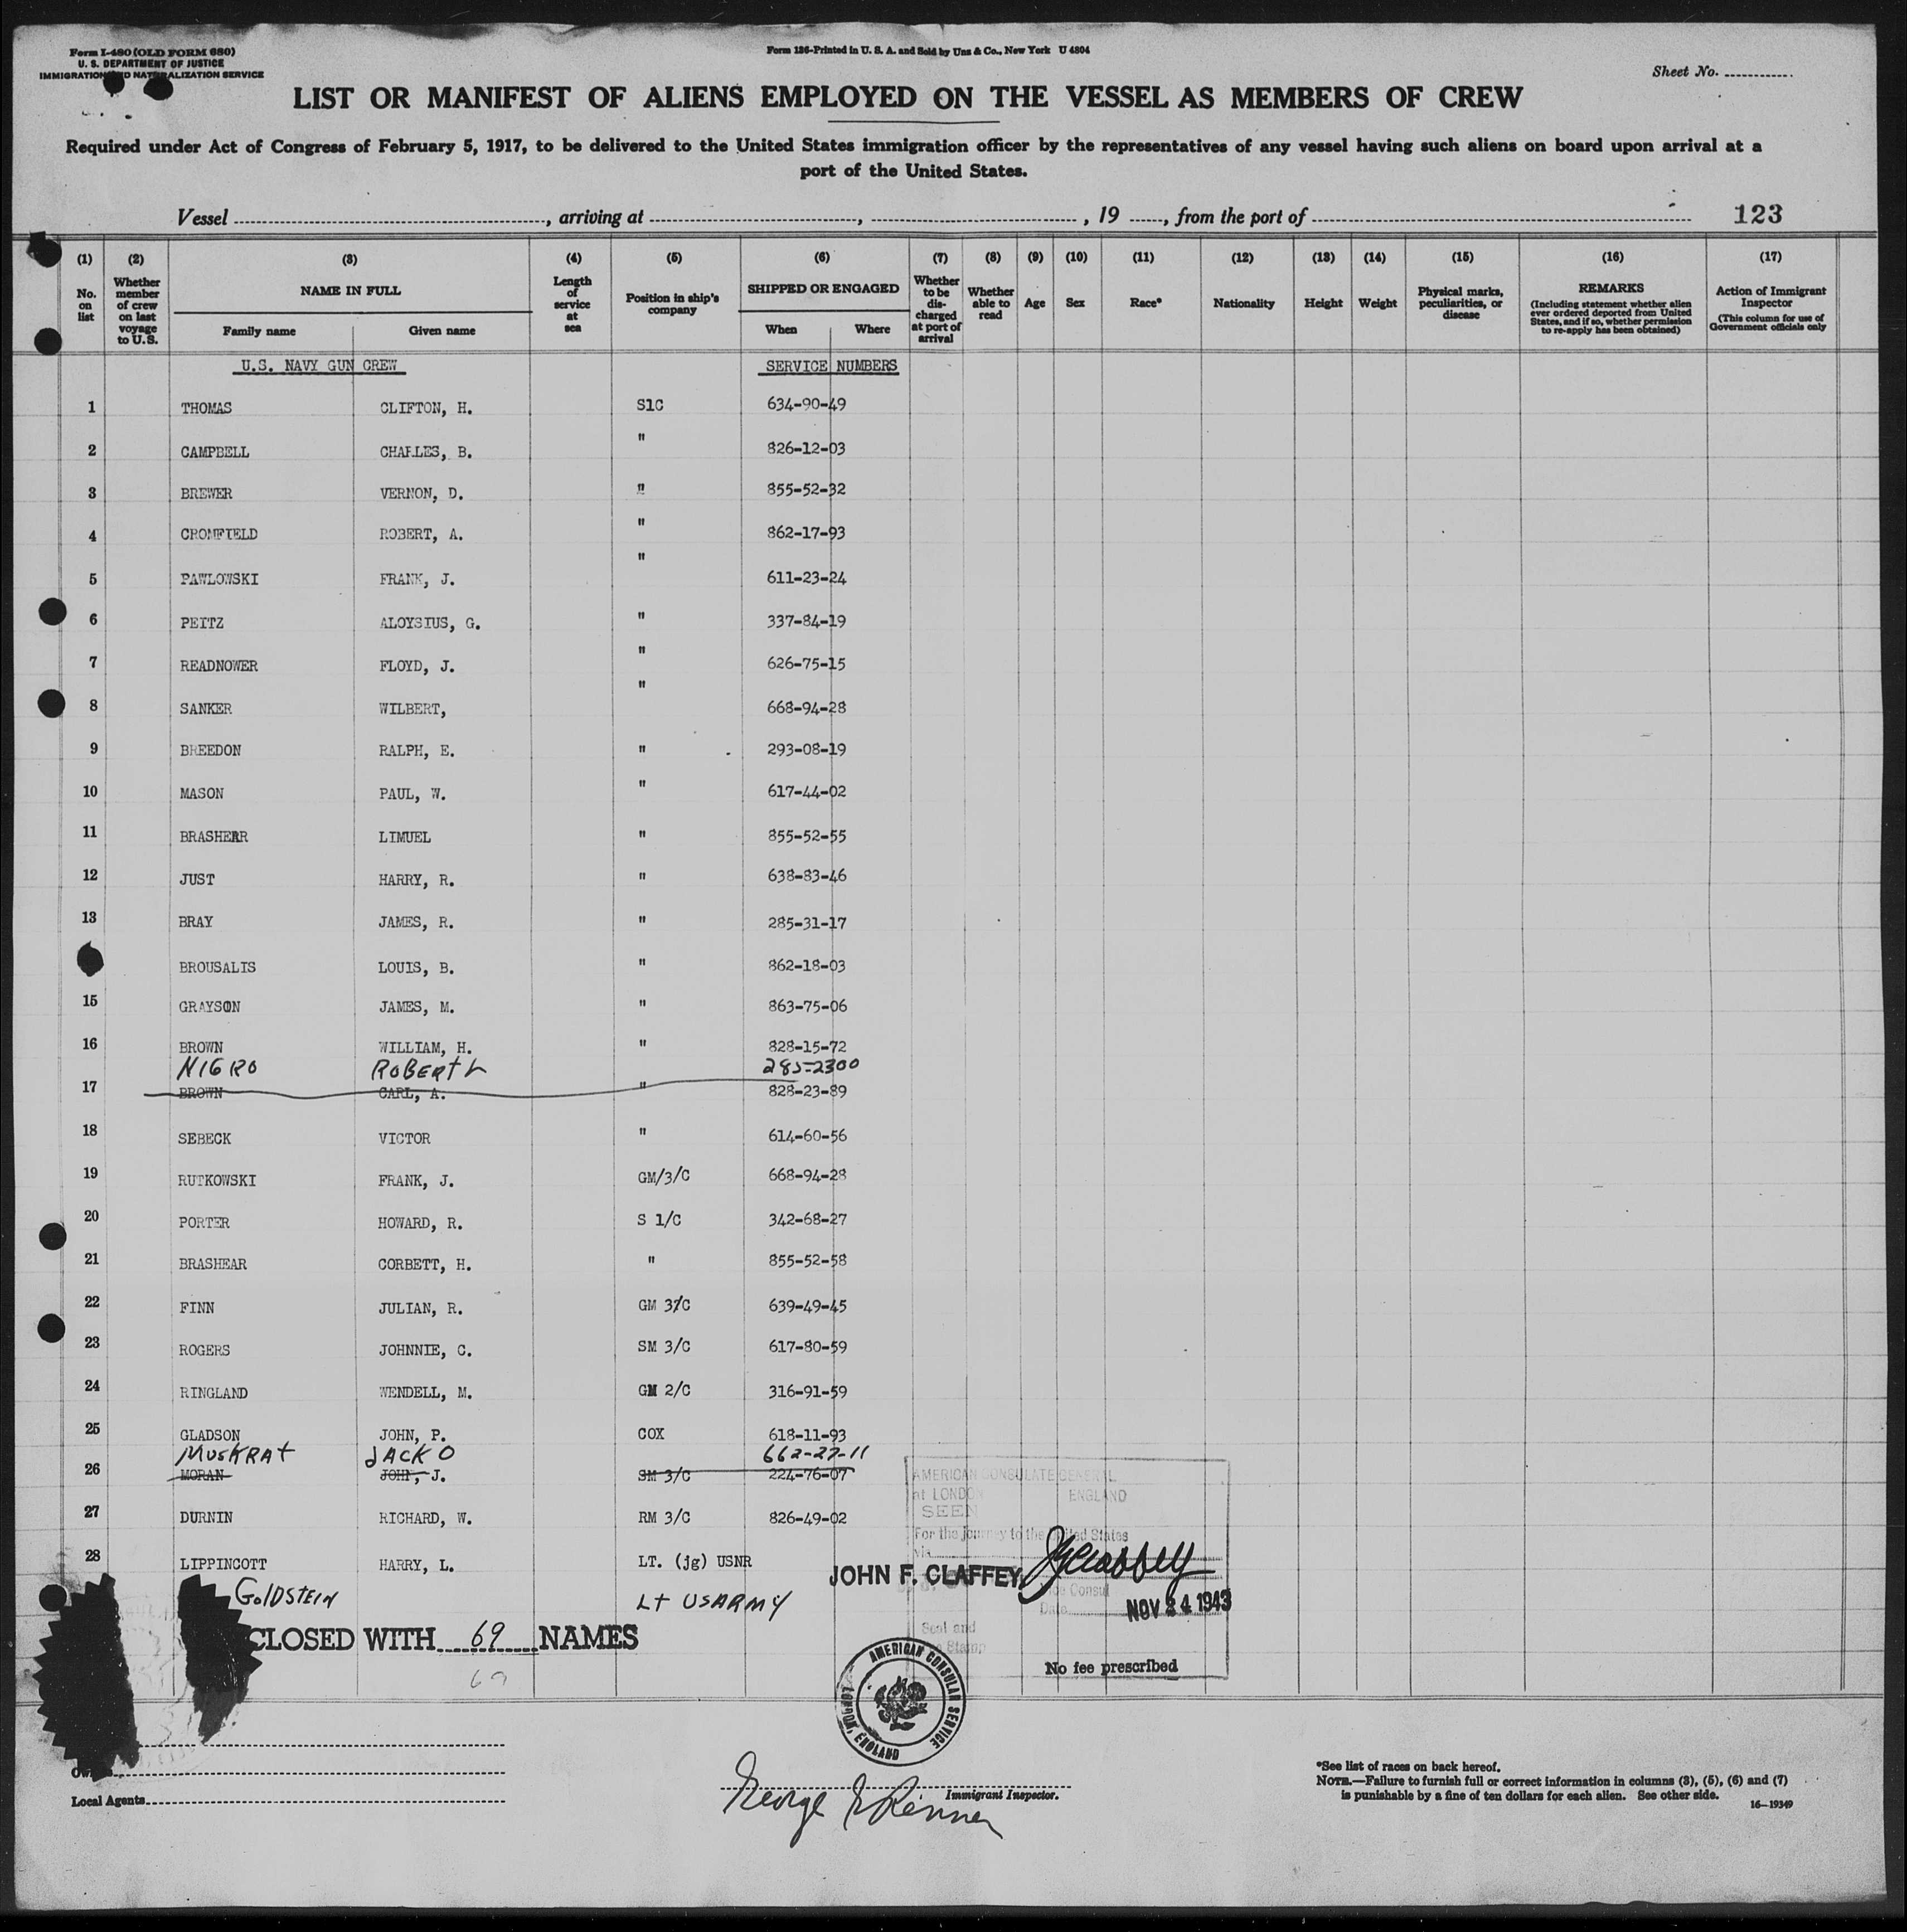 Form I-480 (OLD FORM 680)
U. S. DEPARTMENT OF JUSTICE
IMMIGRATION AND NATURALIZATION SERVICE
Form 136-Printed in U. S. A. and Sold by Unz & Co., New York U 4804
Sheet No.
LIST OR MANIFEST OF ALIENS EMPLOYED ON THE VESSEL AS MEMBERS OF CREW
Required under Act of Congress of February 5, 1917, to be delivered to the United States immigration officer by the representatives of any vessel having such aliens on board upon arrival at a
port of the United States.
Vessel , arriving at , , 19 , from the port of 123
(1) No. on list
(2) Whether member of crew on last voyage to U.S.
(3) NAME IN FULL Family name Given name
(4) Length of service at sea
(5) Position in ship's company
(6) SHIPPED OR ENGAGED When Where
(7) Whether to be discharged at port of arrival
(8) Whether able to read
(9) Age
(10) Sex
(11) Race*
(12) Nationality
(13) Height
(14) Weight
(15) Physical marks, peculiarities, or disease
(16) REMARKS (Including statement whether alien ever ordered deported from United States, and if so, whether permission to re-apply has been obtained)
(17) Action of Immigrant Inspector (This column for use of Government officials only
U.S. NAVY GUN CREW SERVICE NUMBERS
1 THOMAS CLIFTON, H. S1C 634-90-49
2 CAMPBELL CHARLES, B. " 826-12-03
3 BREWER VERNON, D. " 855-52-32
4 CROMFIELD ROBERT, A. " 862-17-93
5 PAWLOWSKI FRANK, J. " 611-23-24
6 PEITZ ALOYSIUS, G. " 337-84-19
7 READNOWER FLOYD, J. " 626-75-15
8 SANKER WILBERT, " 668-94-28
9 BREEDON RALPH, E. " 293-08-19
10 MASON PAUL, W. " 617-44-02
11 BRASHEAR LIMUEL " 855-52-55
12 JUST HARRY, R. " 638-83-46
13 BRAY JAMES, R. " 285-31-17
BROUSALIS LOUIS, B. " 862-18-03
15 GRAYSON JAMES, M. " 863-75-06
16 BROWN WILLIAM, H. " 828-15-72
NIGRO ROBERT L 285-2300
17 BROWN CARL, A. " 828-23-89
18 SEBECK VICTOR " 614-60-56
19 RUTKOWSKI FRANK, J. GM/3/C 668-94-28
20 PORTER HOWARD, R. S 1/C 342-68-27
21 BRASHEAR CORBETT, H. " 855-52-58
22 FINN JULIAN, R. GM 3/C 639-49-45
23 ROGERS JOHNNIE, C. SM 3/C 617-80-59
24 RINGLAND WENDELL, M. GM 2/C 316-91-59
25 GLADSON JOHN, P. COX 618-11-93
MUSKRAT JACK O 662-27-11
26 MORAN JOHN, J. SM 3/C 224-76-07
27 DURNIN RICHARD, W. RM 3/C 826-49-02
28 LIPPINCOTT HARRY, L. LT. (jg) USNR
GOLDSTEIN Lt USARMY
AMERICAN CONSULATE GENERAL
at LONDON ENGLAND
SEEN
For the journey to the United States
via
JOHN F. CLAFFEY JFClaffey
Vice Consul
Date NOV 24 1943
Seal and
Fee Stamp
No fee prescribed
CLOSED WITH 69 NAMES
69
AMERICAN CONSULAR SERVICE LONDON, ENGLAND
Local Agents
Immigrant Inspector.
*See list of races on back hereof.
NOTE.—Failure to furnish full or correct information in columns (3), (5), (6) and (7)
is punishable by a fine of ten dollars for each alien. See other side.
16—19349